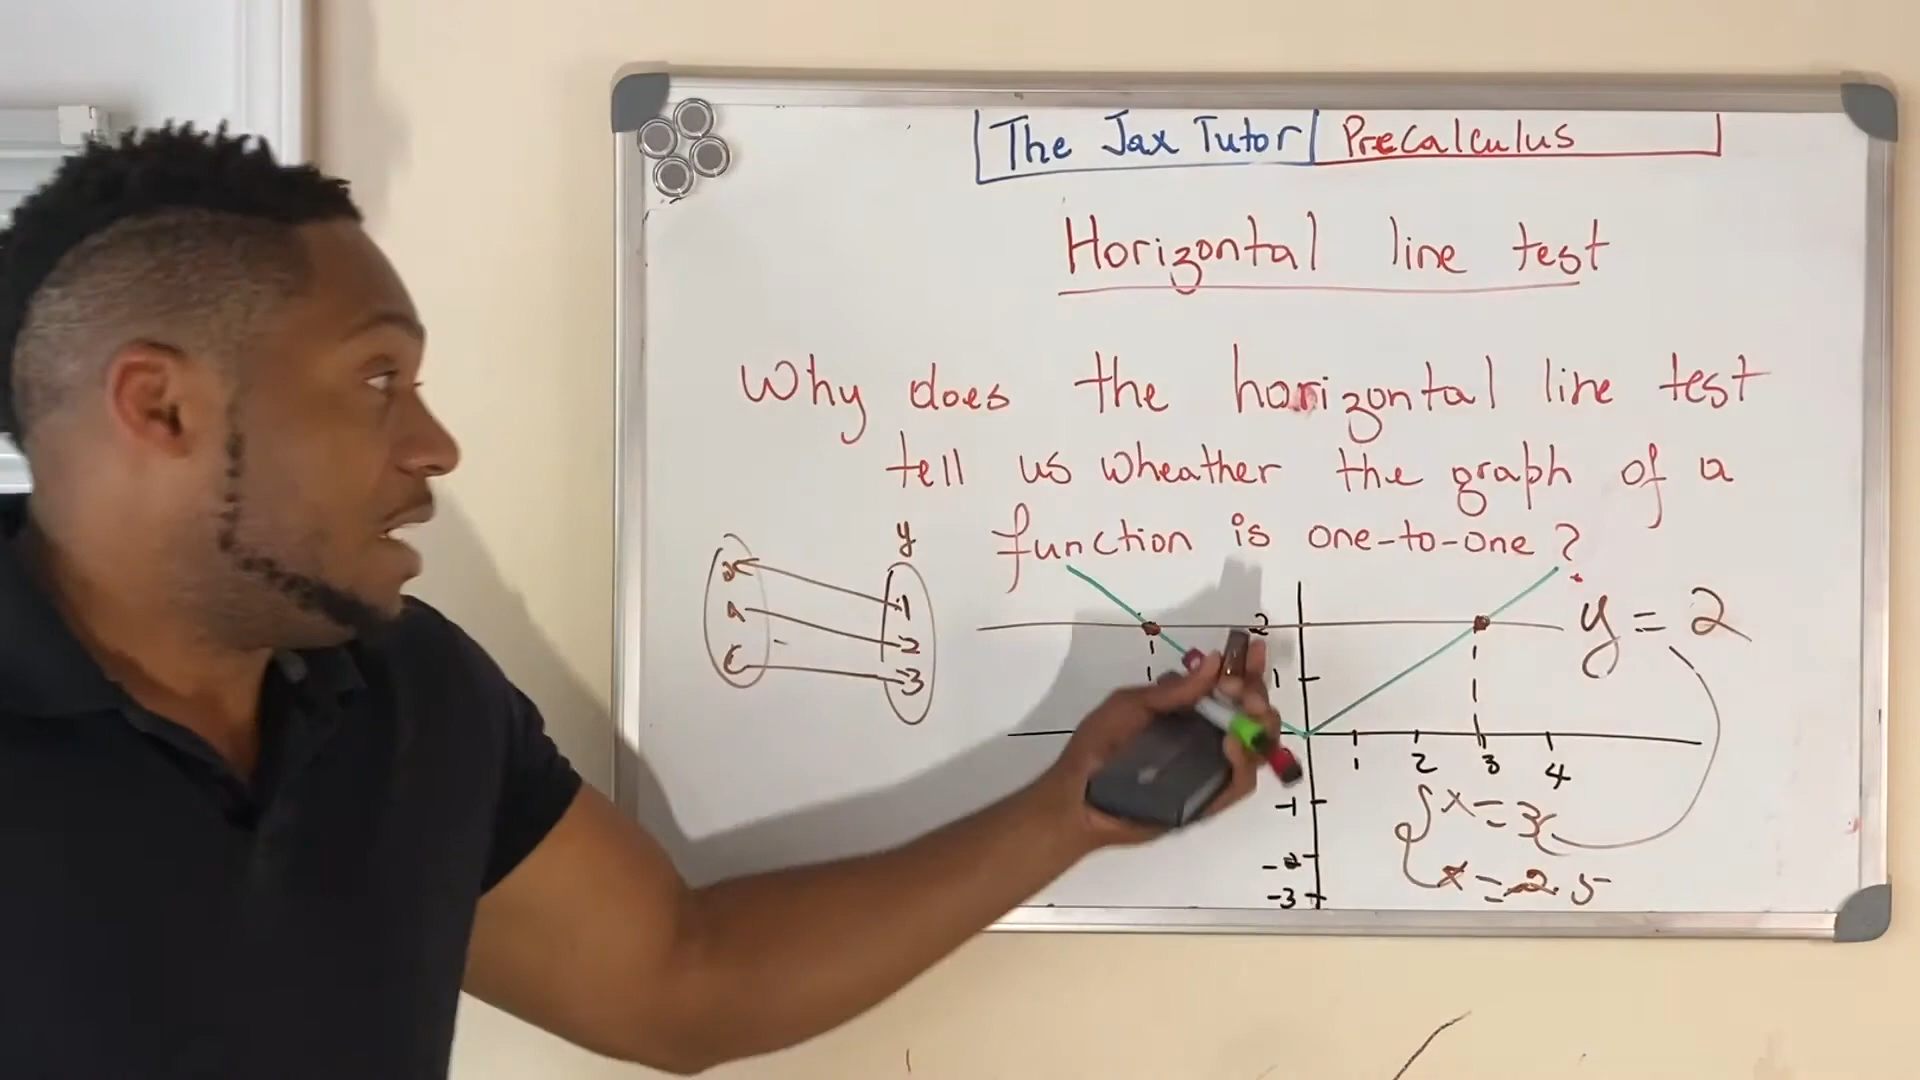 The Jax Tutor Precalculus
Horizontal line test
Why does the horizontal line test
tell us wheather the graph of a
function is one-to-one?
y
1
2
3
y = 2
2
1
1 2 3 4
-1
-2
-3
x = 3
x = -2.5